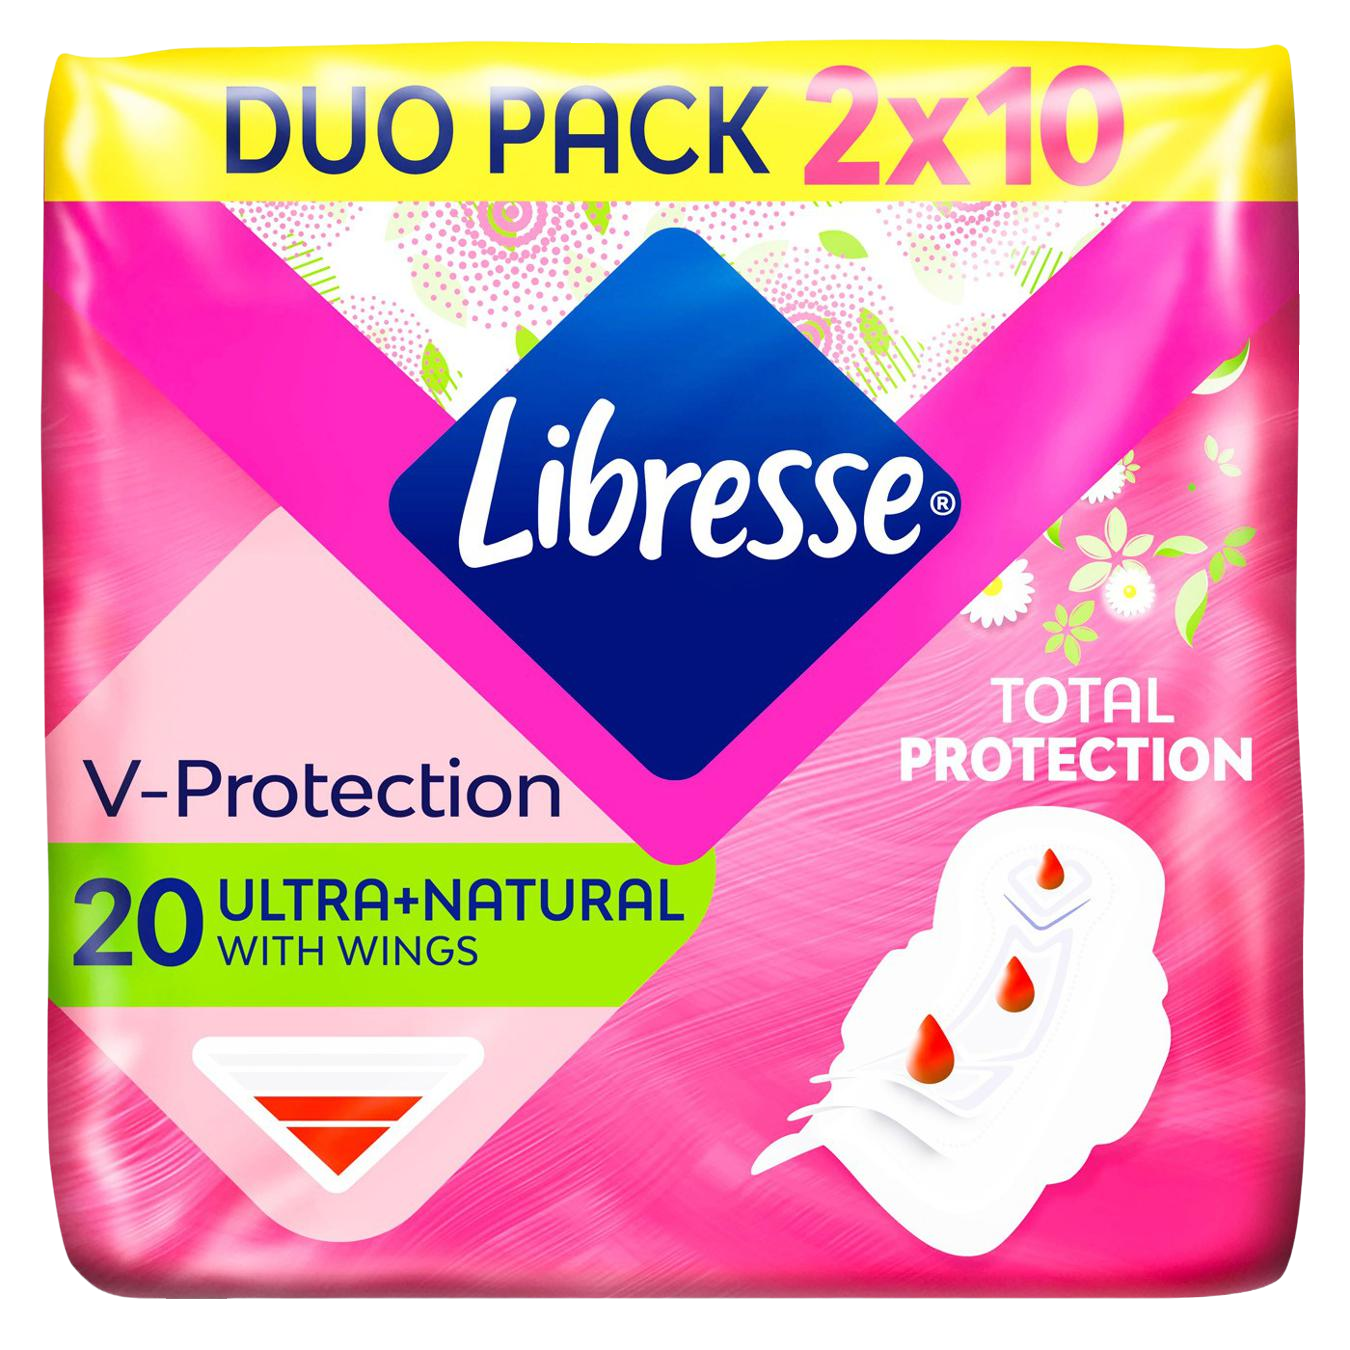 DUO PACK 2x10
Libresse®
TOTAL
PROTECTION
V-Protection
20 ULTRA+NATURAL
WITH WINGS